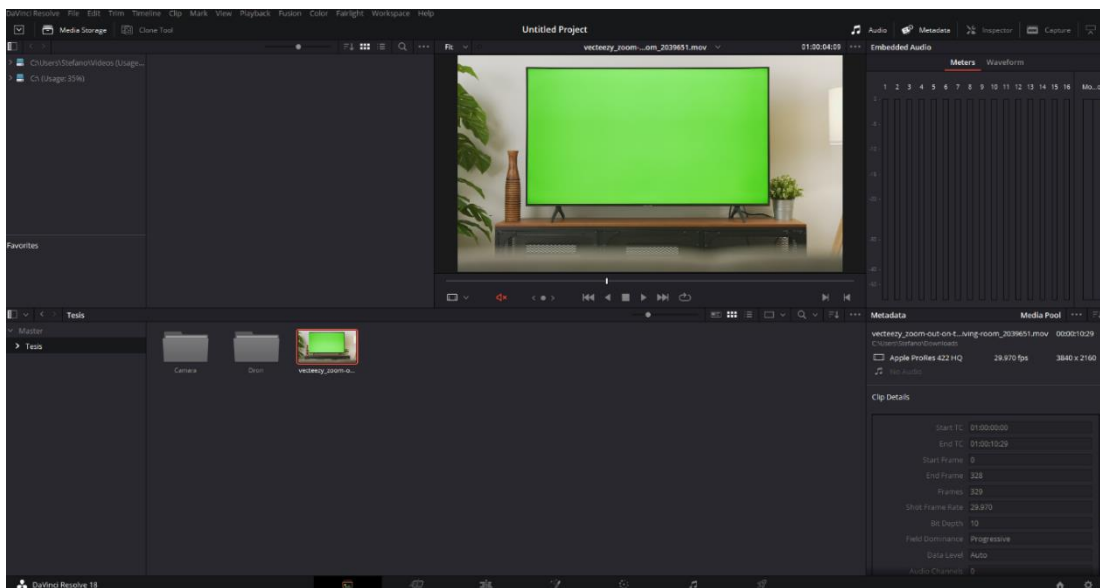 DaVinci Resolve File Edit Trim Timeline Clip Mark View Playback Fusion Color Fairlight Workspace Help
Media Storage Clone Tool Untitled Project Audio Metadata Inspector Capture
Fit vecteezy_zoom-...om_2039651.mov 01:00:04:09 Embedded Audio
C:\Users\Stefano\Videos (Usage...
C:\ (Usage: 35%)
Meters Waveform
1 2 3 4 5 6 7 8 9 10 11 12 13 14 15 16 Mo...
Favorites
Tesis
Master
Tesis
Camara Dron vecteezy_zoom-o...
Metadata Media Pool
vecteezy_zoom-out-on-t...iving-room_2039651.mov 00:00:10:29
C:\Users\Stefano\Downloads
Apple ProRes 422 HQ 29.970 fps 3840 x 2160
No audio
Clip Details
Start TC 01:00:00:00
End TC 01:00:10:29
Start Frame 0
End Frame 328
Frames 329
Shot Frame Rate 29.970
Bit Depth 10
Field Dominance Progressive
Data Level Auto
Audio Channels 0
DaVinci Resolve 18